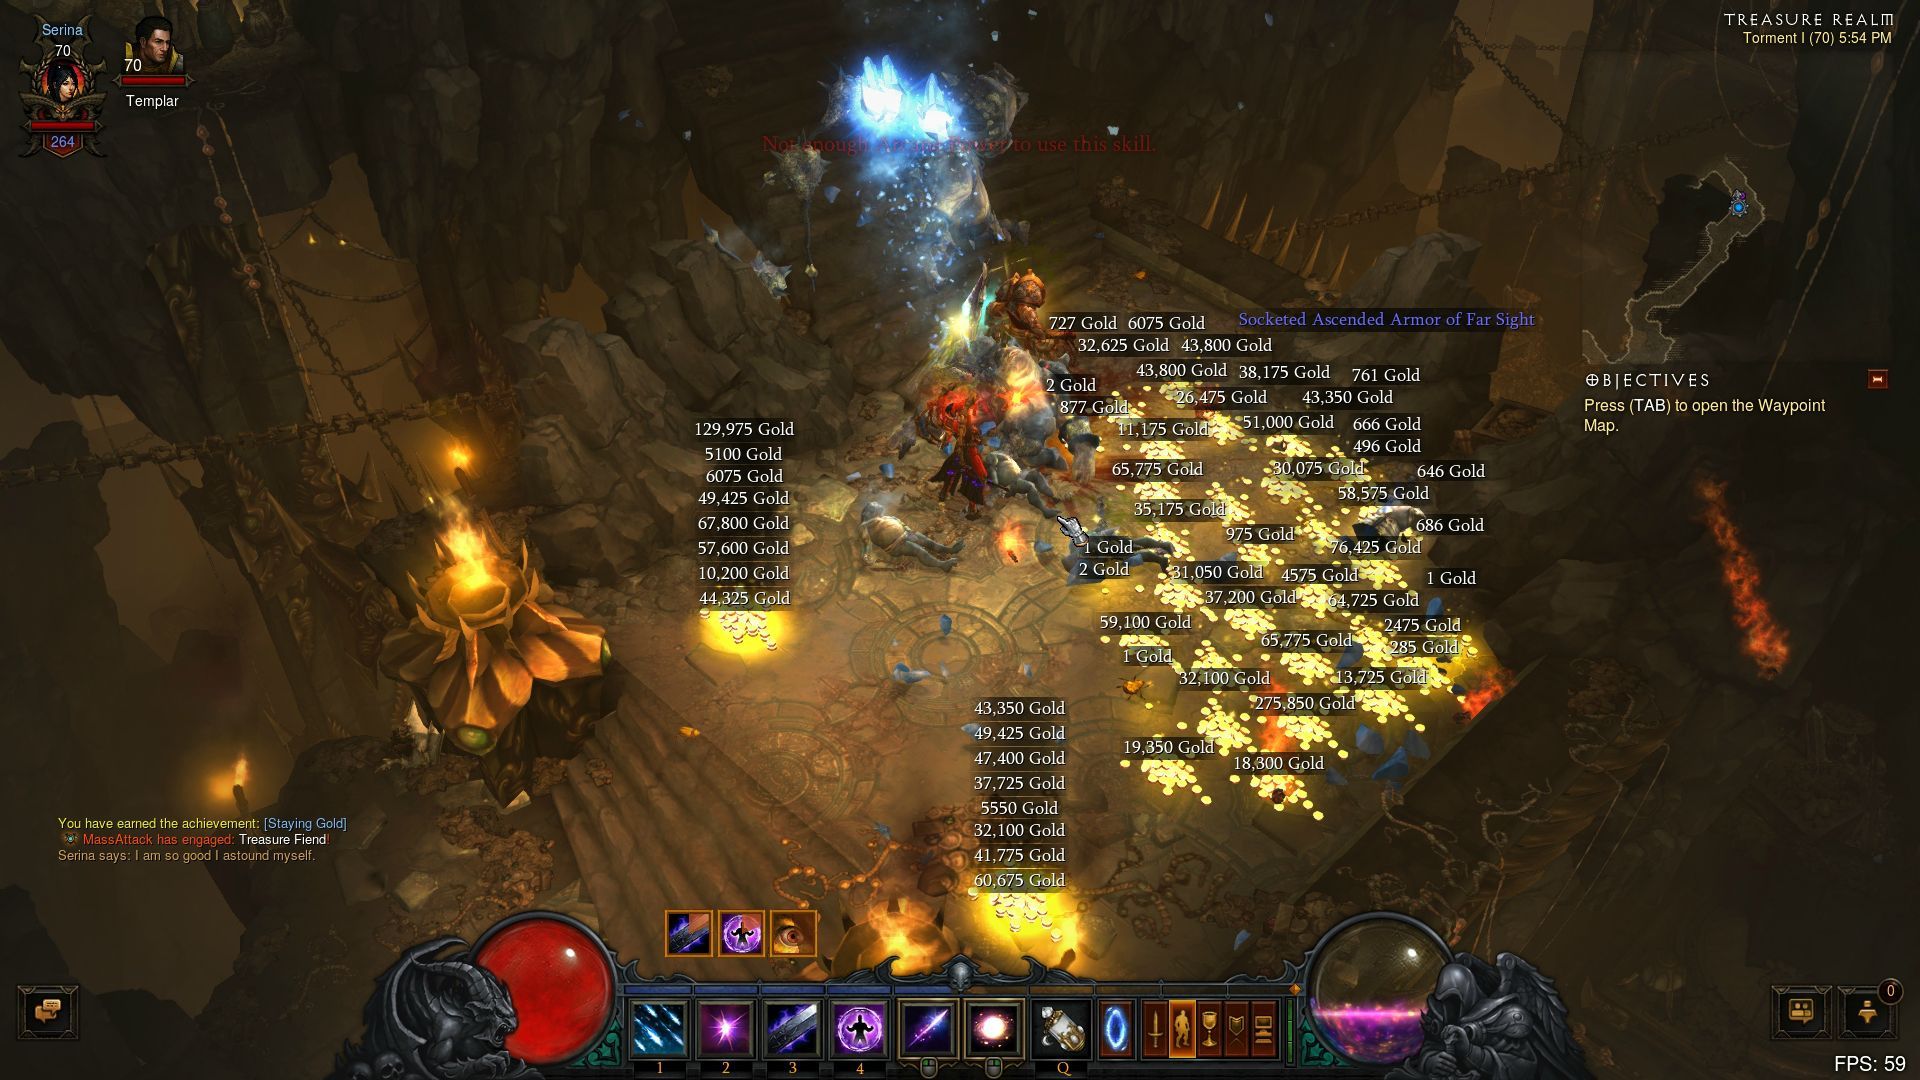 Serina
70
264
70
Templar
TREASURE REALM
Torment I (70) 5:54 PM
Not enough Arcane Power to use this skill.
727 Gold 6075 Gold
Socketed Ascended Armor of Far Sight
32,625 Gold 43,800 Gold
43,800 Gold 38,175 Gold 761 Gold
2 Gold 26,475 Gold 43,350 Gold
877 Gold
11,175 Gold 51,000 Gold 666 Gold
496 Gold
65,775 Gold 30,075 Gold 646 Gold
58,575 Gold
35,175 Gold
975 Gold 686 Gold
1 Gold 76,425 Gold
2 Gold 31,050 Gold 4575 Gold 1 Gold
37,200 Gold 64,725 Gold
59,100 Gold 65,775 Gold 2475 Gold
285 Gold
1 Gold
32,100 Gold 13,725 Gold
275,850 Gold
19,350 Gold
18,300 Gold
129,975 Gold
5100 Gold
6075 Gold
49,425 Gold
67,800 Gold
57,600 Gold
10,200 Gold
44,325 Gold
43,350 Gold
49,425 Gold
47,400 Gold
37,725 Gold
5550 Gold
32,100 Gold
41,775 Gold
60,675 Gold
OBJECTIVES
Press (TAB) to open the Waypoint
Map.
You have earned the achievement: [Staying Gold]
MassAttack has engaged: Treasure Fiend!
Serina says: I am so good I astound myself.
1 2 3 4 Q
0
FPS: 59